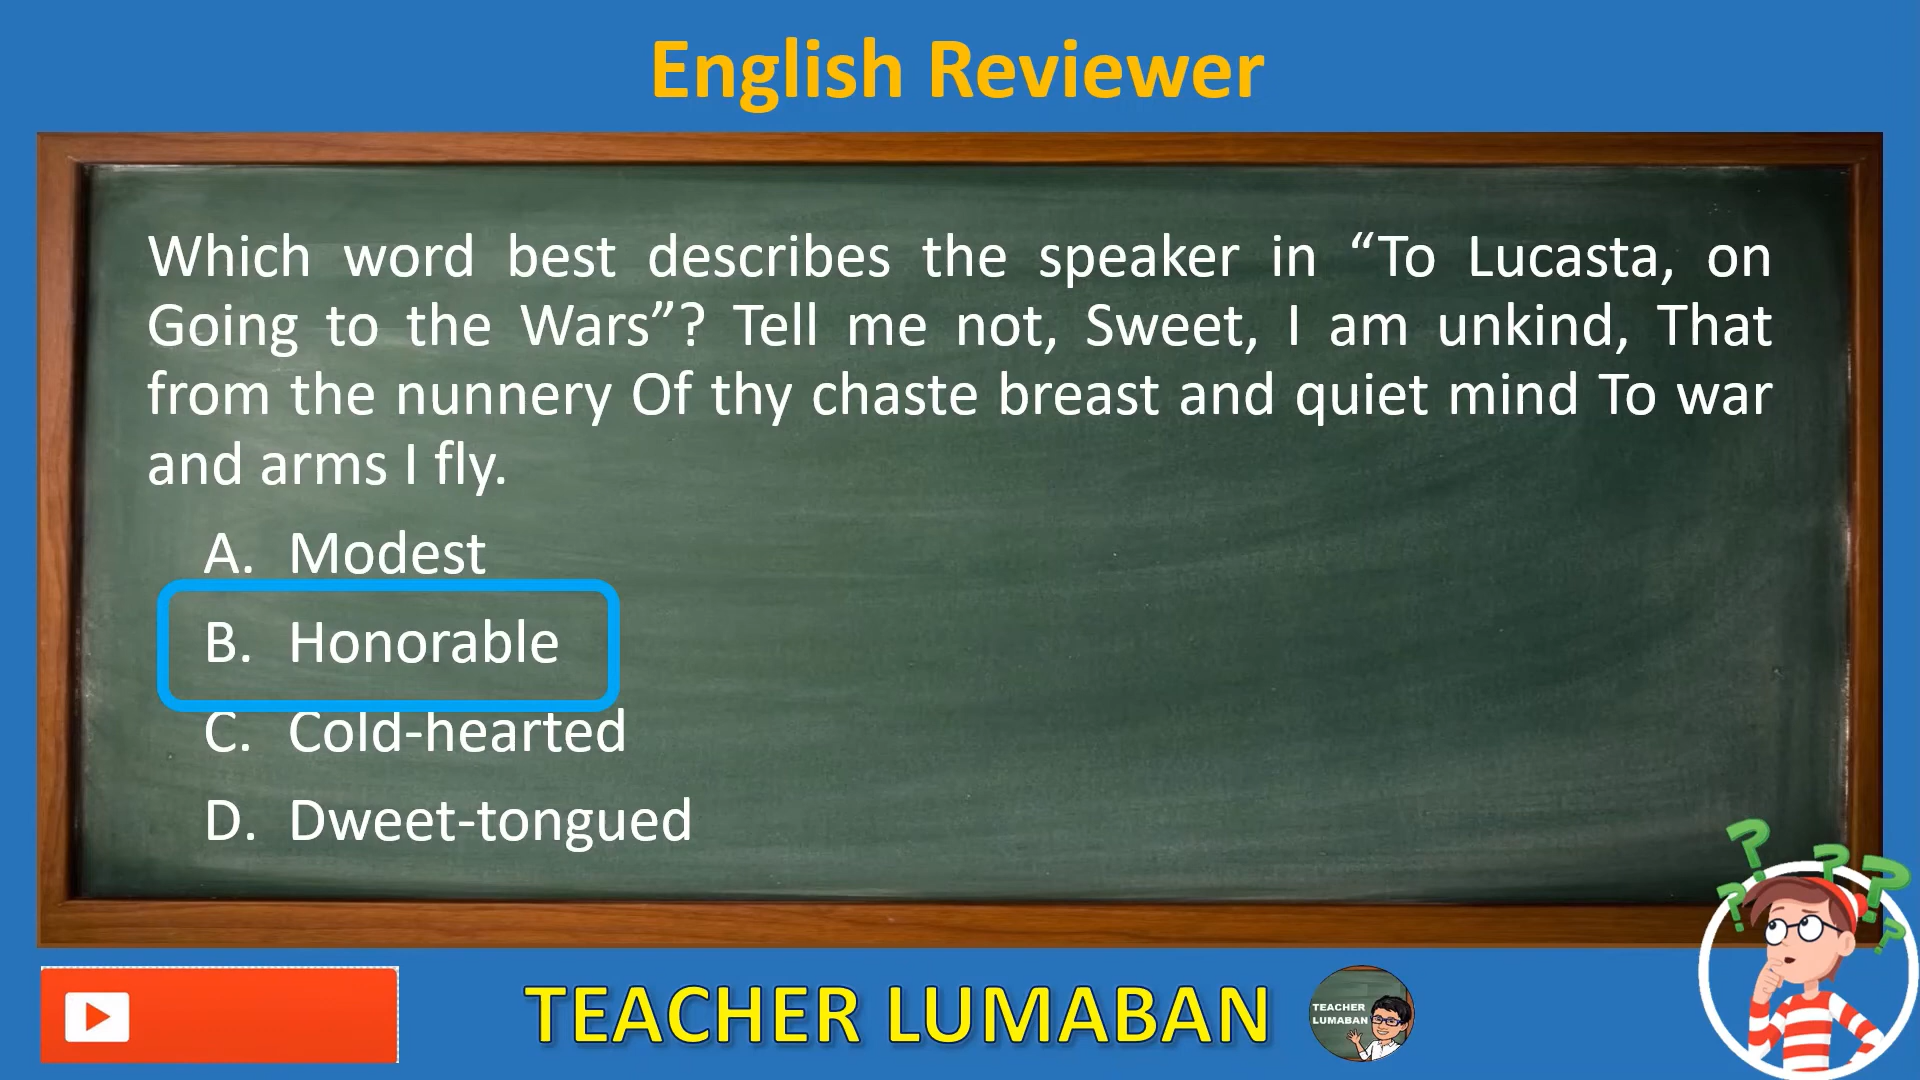 English Reviewer
Which word best describes the speaker in “To Lucasta, on
Going to the Wars”? Tell me not, Sweet, I am unkind, That
from the nunnery Of thy chaste breast and quiet mind To war
and arms I fly.
A. Modest
B. Honorable
C. Cold-hearted
D. Dweet-tongued
TEACHER LUMABAN
TEACHER
LUMABAN